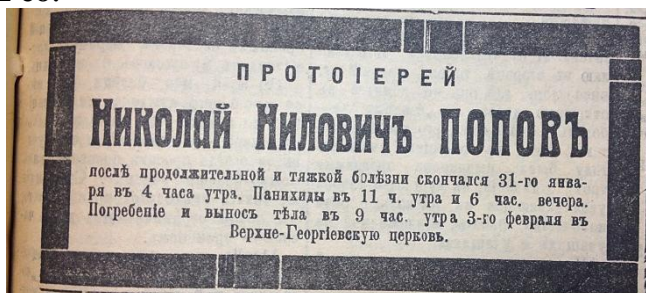 ПРОТОІЕРЕЙ
Николай Ниловичъ ПОПОВЪ
послѣ продолжительной и тяжкой болѣзни скончался 31-го янва-
ря въ 4 часа утра. Панихиды въ 11 ч. утра и 6 час. вечера.
Погребеніе и выносъ тѣла въ 9 час. утра 3-го февраля въ
Верхне-Георгіевскую церковь.